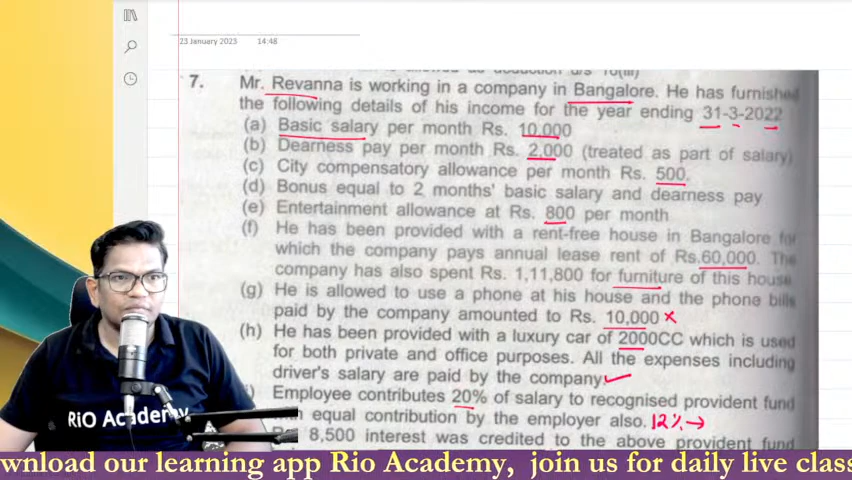 23 January 2023 14:48
7. Mr. Revanna is working in a company in Bangalore. He has furnished
the following details of his income for the year ending 31-3-2022
(a) Basic salary per month Rs. 10,000
(b) Dearness pay per month Rs. 2,000 (treated as part of salary)
(c) City compensatory allowance per month Rs. 500.
(d) Bonus equal to 2 months' basic salary and dearness pay
(e) Entertainment allowance at Rs. 800 per month
(f) He has been provided with a rent-free house in Bangalore for
which the company pays annual lease rent of Rs.60,000. The
company has also spent Rs. 1,11,800 for furniture of this house
(g) He is allowed to use a phone at his house and the phone bills
paid by the company amounted to Rs. 10,000 ×
(h) He has been provided with a luxury car of 2000CC which is used
for both private and office purposes. All the expenses including
driver's salary are paid by the company ✓
Employee contributes 20% of salary to recognised provident fund
equal contribution by the employer also. 12% →
8,500 interest was credited to the above provident fund
RiO Academy
wnload our learning app Rio Academy, join us for daily live class